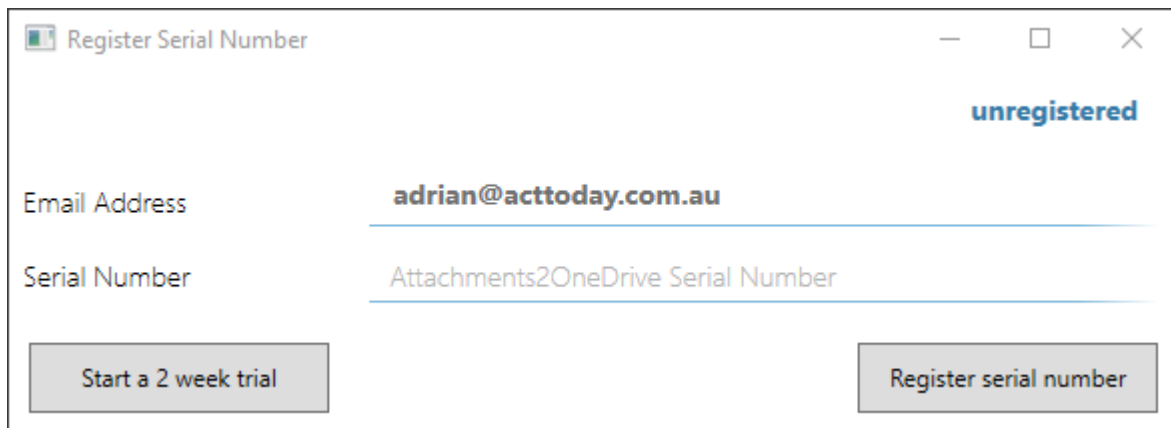 Register Serial Number
unregistered
Email Address adrian@acttoday.com.au
Serial Number Attachments2OneDrive Serial Number
Start a 2 week trial Register serial number